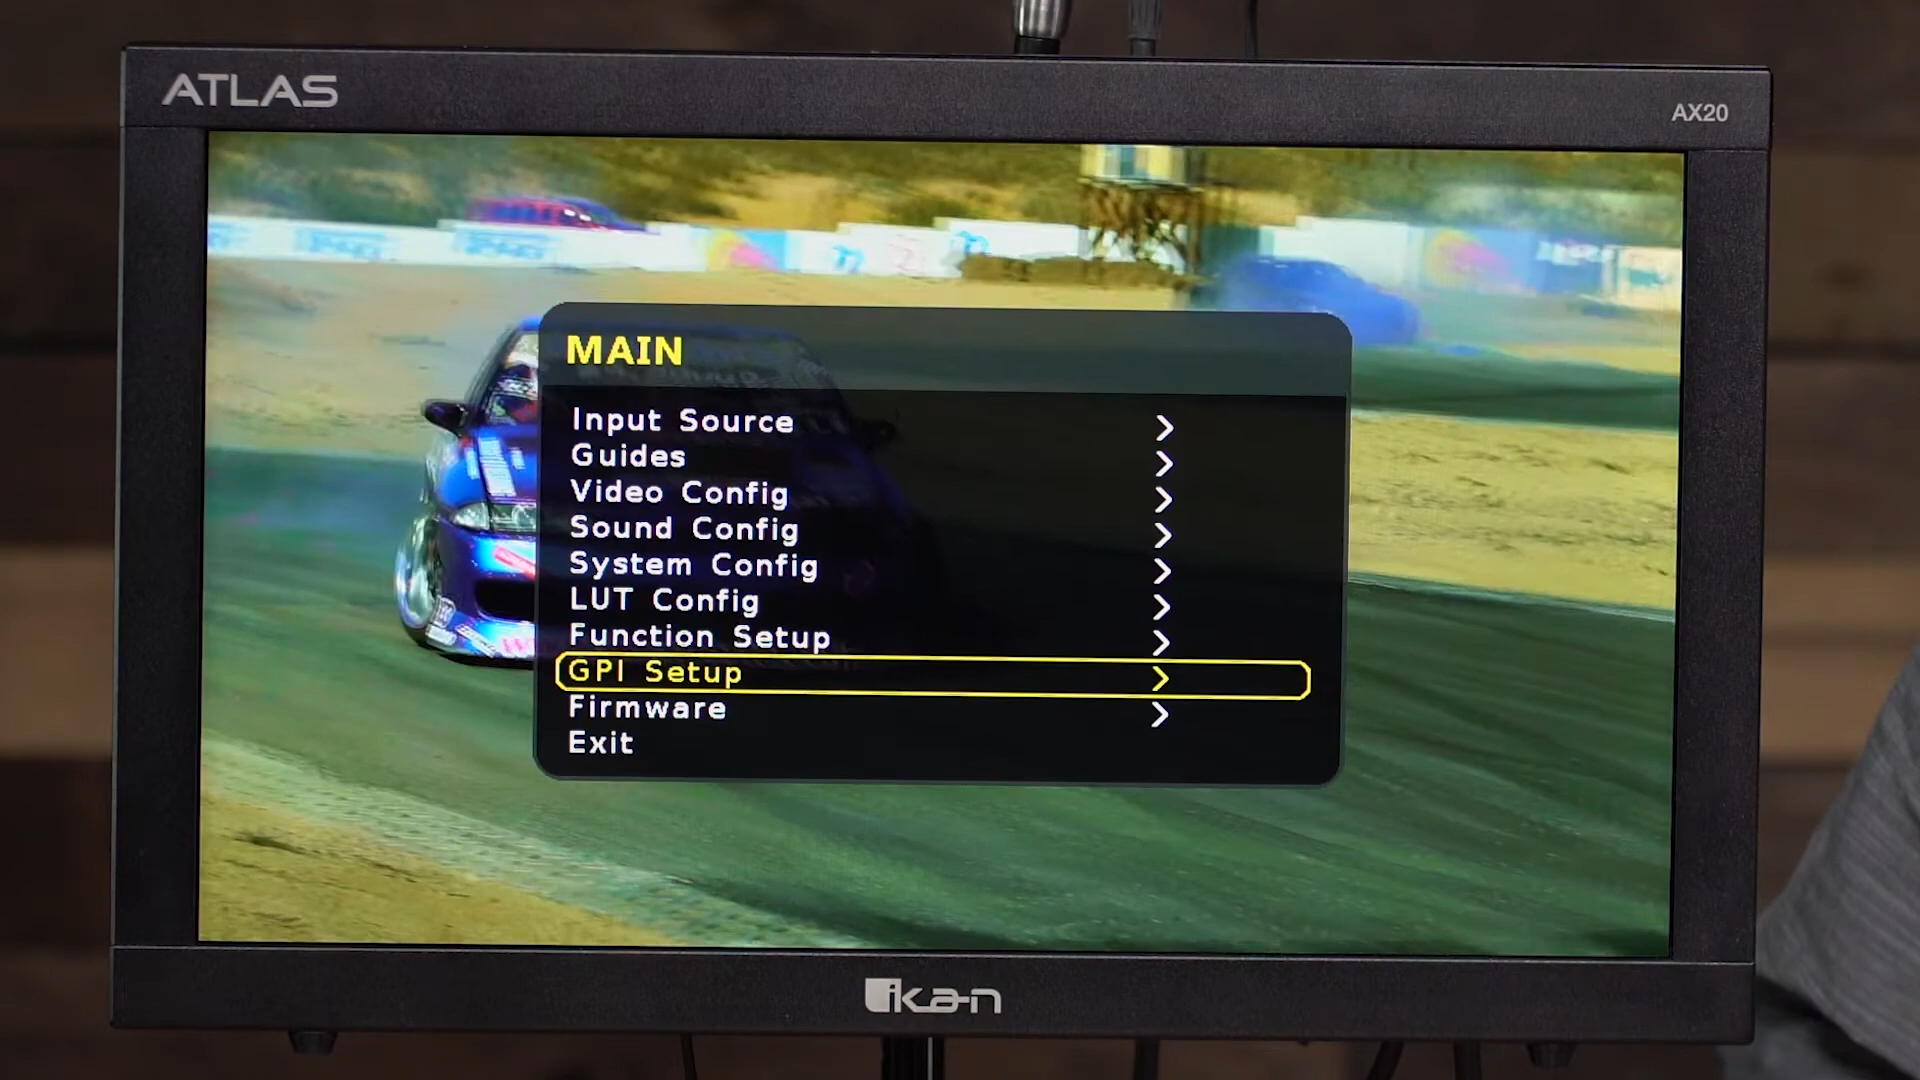 ATLAS
AX20
MAIN
Input Source
Guides
Video Config
Sound Config
System Config
LUT Config
Function Setup
GPI Setup
Firmware
Exit
ikan